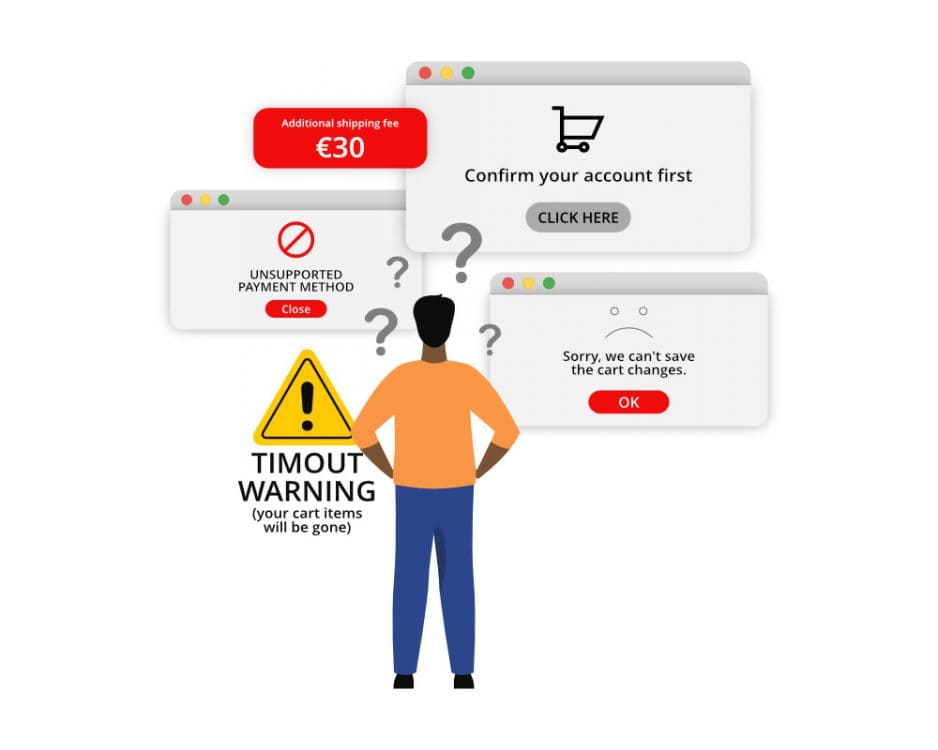 Additional shipping fee
€30
Confirm your account first
CLICK HERE
UNSUPPORTED
PAYMENT METHOD
Close
?
?
?
?
Sorry, we can't save
the cart changes.
OK
!
TIMOUT
WARNING
(your cart items
will be gone)